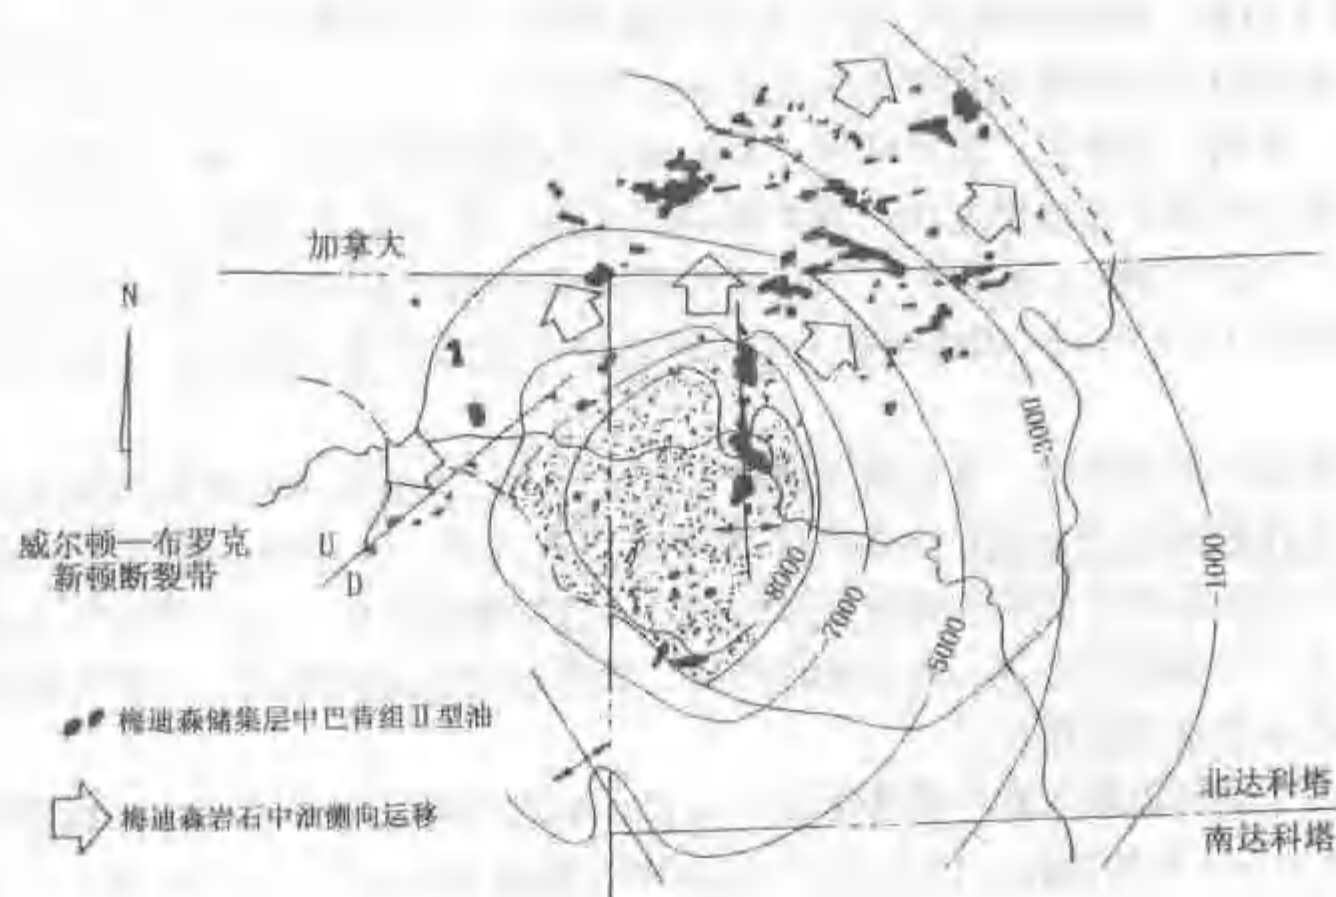 加拿大
N
威尔顿—布罗克
新顿断裂带
U
D
-3000
1000
-8000
-7000
5000
梅迪森储集层中巴肯组Ⅱ型油
梅迪森岩石中油侧向运移
北达科塔
南达科塔